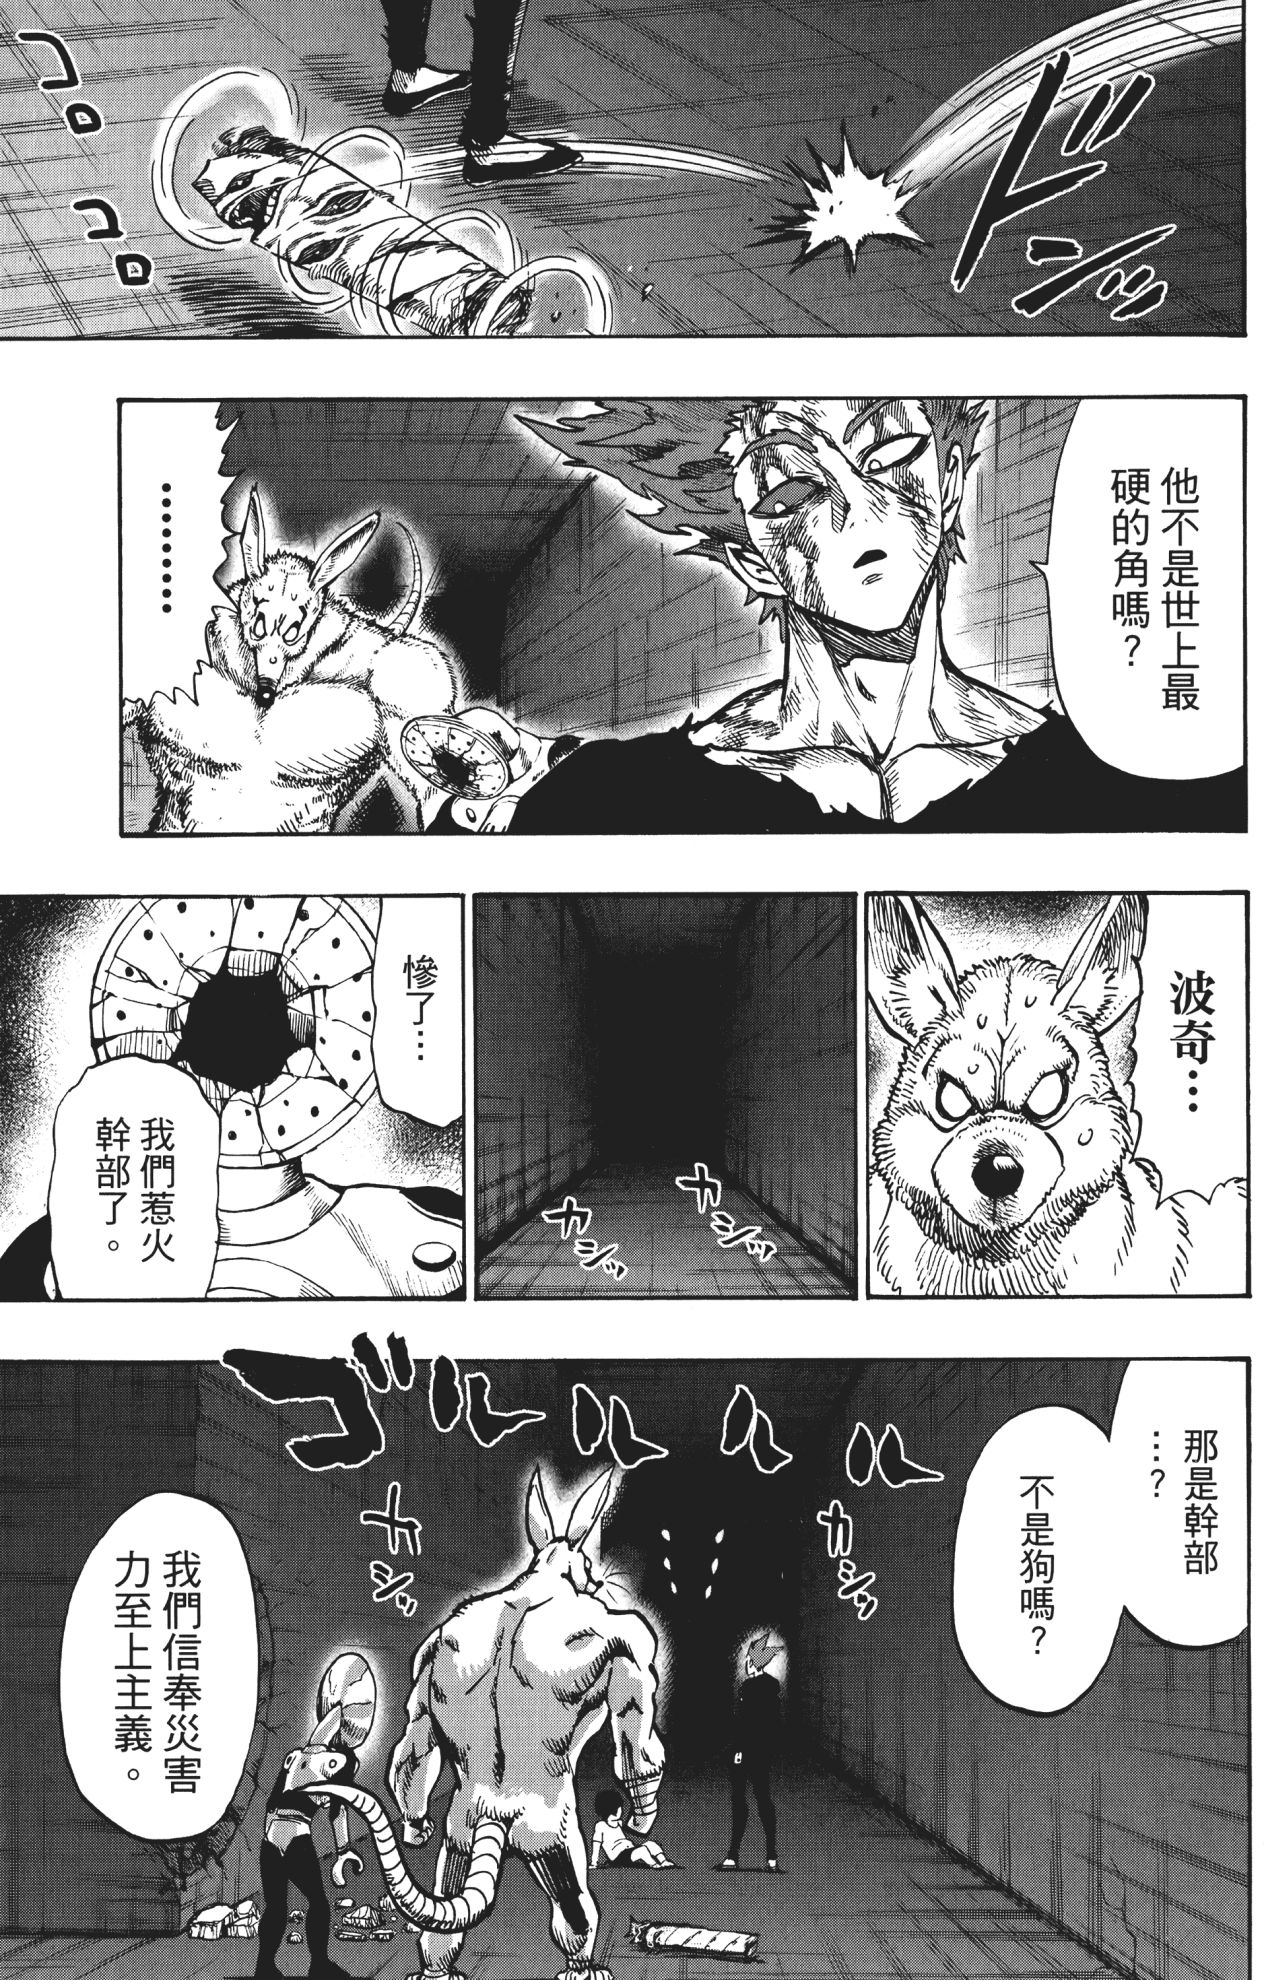 ドシッ
コロ
コロ
他不是世上最
硬的角嗎？
………
波奇…
カシッ
カシッ
慘了…
我們惹火
幹部了。
那是幹部
…？
不是狗嗎？
ゴルルルルル
カシッ
カシッ
我們信奉災害
力至上主義。